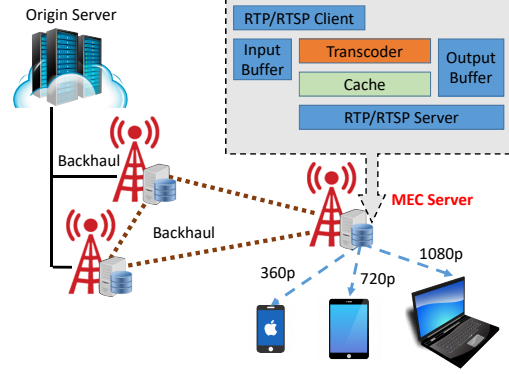 Origin Server
RTP/RTSP Client
Input
Buffer
Transcoder
Cache
Output
Buffer
RTP/RTSP Server
Backhaul
MEC Server
Backhaul
360p
720p
1080p